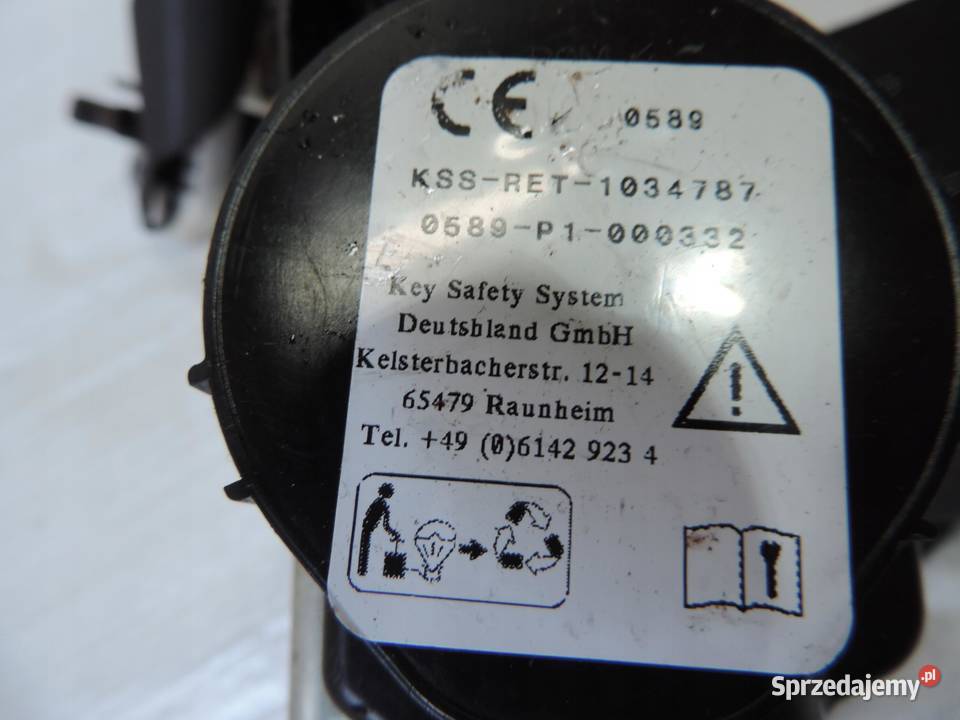 CE 0589
KSS-RET-1034787
0589-P1-000332
Key Safety System
Deutshland GmbH
Kelsterbacherstr. 12-14
65479 Raunheim
Tel. +49 (0)6142 923 4
Sprzedajemy.pl